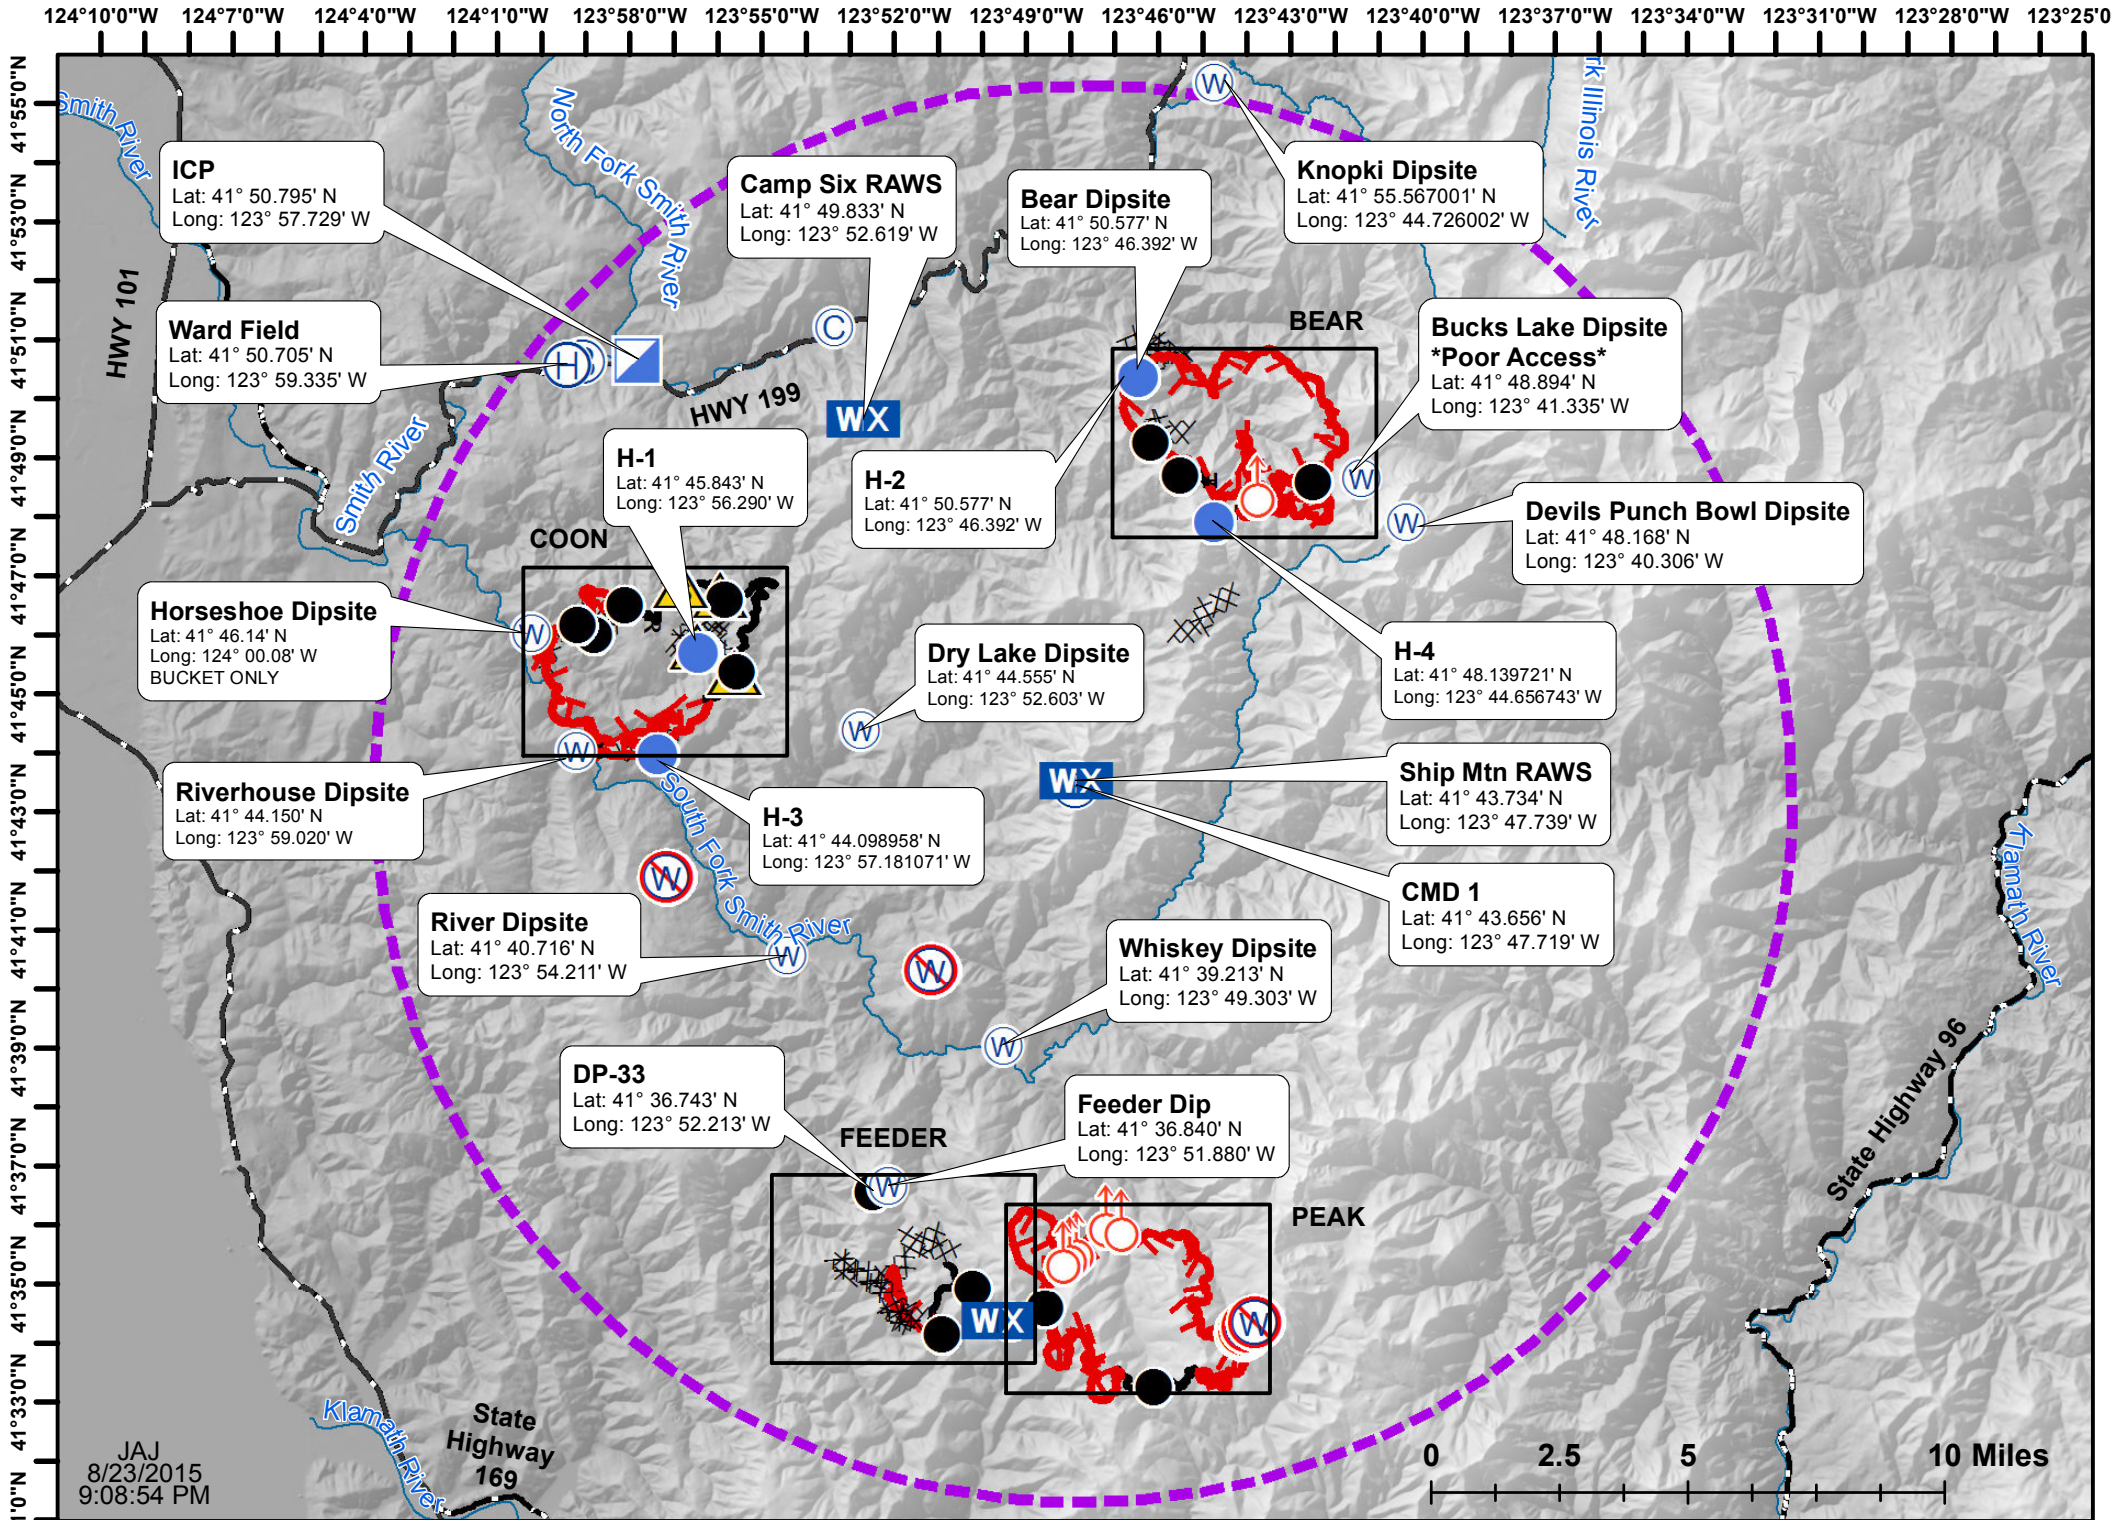 124°10'0"W 124°7'0"W 124°4'0"W 124°1'0"W 123°58'0"W 123°55'0"W 123°52'0"W 123°49'0"W 123°46'0"W 123°43'0"W 123°40'0"W 123°37'0"W 123°34'0"W 123°31'0"W 123°28'0"W 123°25'0
41°55'0"N
41°53'0"N
41°51'0"N
41°49'0"N
41°47'0"N
41°45'0"N
41°43'0"N
41°41'0"N
41°39'0"N
41°37'0"N
41°35'0"N
41°33'0"N
1°0"N
Smith River
North Fork Smith River
rk Illinois River
W
ICP
Lat: 41° 50.795' N
Long: 123° 57.729' W
Camp Six RAWS
Lat: 41° 49.833' N
Long: 123° 52.619' W
Bear Dipsite
Lat: 41° 50.577' N
Long: 123° 46.392' W
Knopki Dipsite
Lat: 41° 55.567001' N
Long: 123° 44.726002' W
HWY 101
Ward Field
Lat: 41° 50.705' N
Long: 123° 59.335' W
H
C
BEAR
Bucks Lake Dipsite
*Poor Access*
Lat: 41° 48.894' N
Long: 123° 41.335' W
HWY 199
WX
Smith River
H-1
Lat: 41° 45.843' N
Long: 123° 56.290' W
H-2
Lat: 41° 50.577' N
Long: 123° 46.392' W
W
W
Devils Punch Bowl Dipsite
Lat: 41° 48.168' N
Long: 123° 40.306' W
COON
Horseshoe Dipsite
Lat: 41° 46.14' N
Long: 124° 00.08' W
BUCKET ONLY
W
R
Dry Lake Dipsite
Lat: 41° 44.555' N
Long: 123° 52.603' W
W
H-4
Lat: 41° 48.139721' N
Long: 123° 44.656743' W
W
Riverhouse Dipsite
Lat: 41° 44.150' N
Long: 123° 59.020' W
H-3
Lat: 41° 44.098958' N
Long: 123° 57.181071' W
WX
Ship Mtn RAWS
Lat: 41° 43.734' N
Long: 123° 47.739' W
CMD 1
Lat: 41° 43.656' N
Long: 123° 47.719' W
South Fork Smith River
W
River Dipsite
Lat: 41° 40.716' N
Long: 123° 54.211' W
W
W
Whiskey Dipsite
Lat: 41° 39.213' N
Long: 123° 49.303' W
W
Klamath River
State Highway 96
DP-33
Lat: 41° 36.743' N
Long: 123° 52.213' W
FEEDER
Feeder Dip
Lat: 41° 36.840' N
Long: 123° 51.880' W
W
PEAK
WX
W
Klamath River
State
Highway
169
JAJ
8/23/2015
9:08:54 PM
0 2.5 5 10 Miles